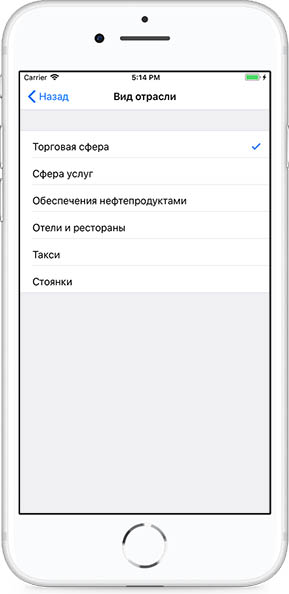 Carrier 5:14 PM
Назад Вид отрасли
Торговая сфера
Сфера услуг
Обеспечения нефтепродуктами
Отели и рестораны
Такси
Стоянки